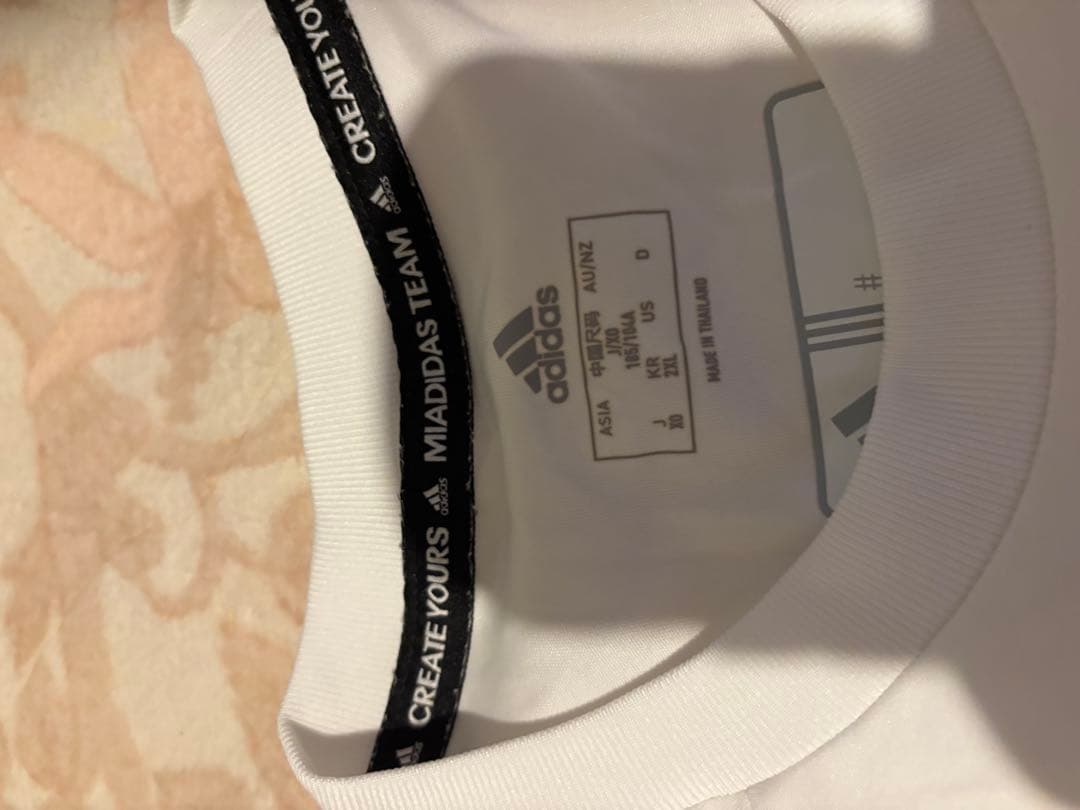 CREATE YOURS adidas MIADIDAS TEAM adidas CREATE YOU
adidas
ASIA 中国尺码 AU/NZ
J/XO
185/104A
J KR US D
XO 2XL
MADE IN THAILAND
#